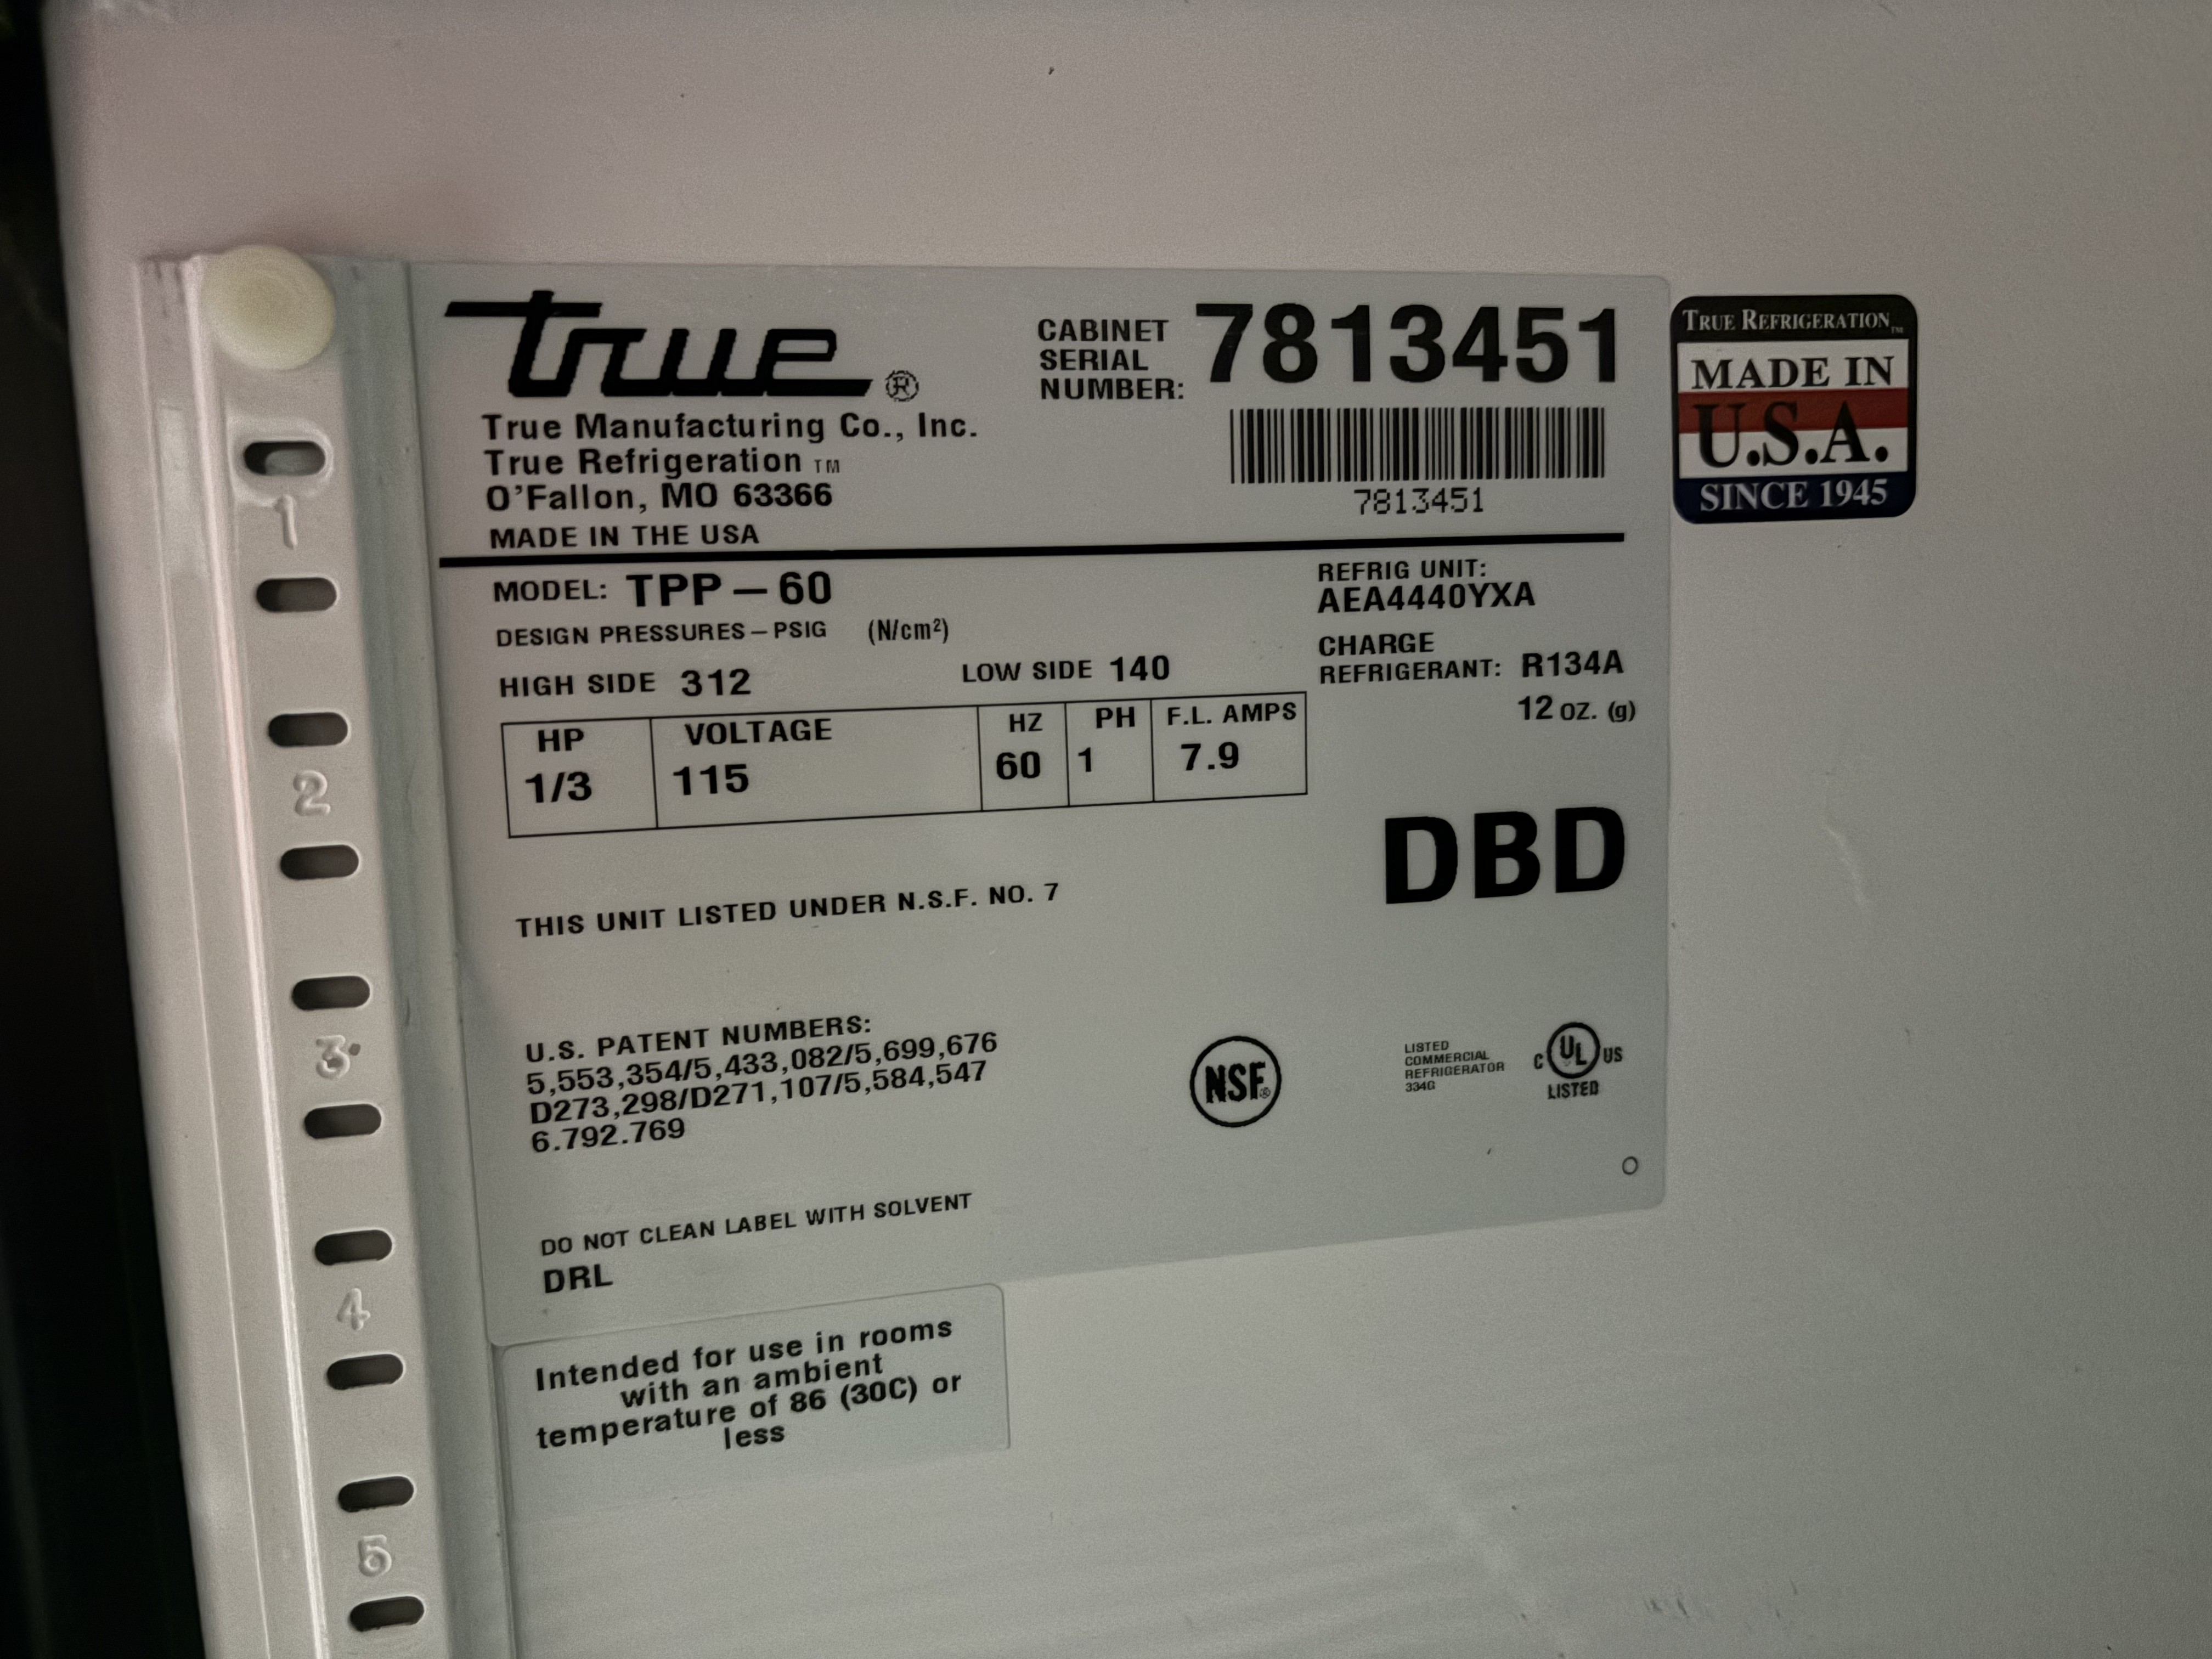 true®
True Manufacturing Co., Inc.
True Refrigeration TM
O'Fallon, MO 63366
MADE IN THE USA
CABINET
SERIAL
NUMBER: 7813451
7813451
TRUE REFRIGERATION™
MADE IN
U.S.A.
SINCE 1945
MODEL: TPP-60
DESIGN PRESSURES-PSIG (N/cm²)
HIGH SIDE 312 LOW SIDE 140
REFRIG UNIT:
AEA4440YXA
CHARGE
REFRIGERANT: R134A
12 OZ. (g)
HP VOLTAGE HZ PH F.L. AMPS
1/3 115 60 1 7.9
DBD
THIS UNIT LISTED UNDER N.S.F. NO. 7
U.S. PATENT NUMBERS:
5,553,354/5,433,082/5,699,676
D273,298/D271,107/5,584,547
6.792.769
NSF®
LISTED
COMMERCIAL
REFRIGERATOR
334G
C UL US
LISTED
DO NOT CLEAN LABEL WITH SOLVENT
DRL
Intended for use in rooms
with an ambient
temperature of 86 (30C) or
less
1
2
3
4
5